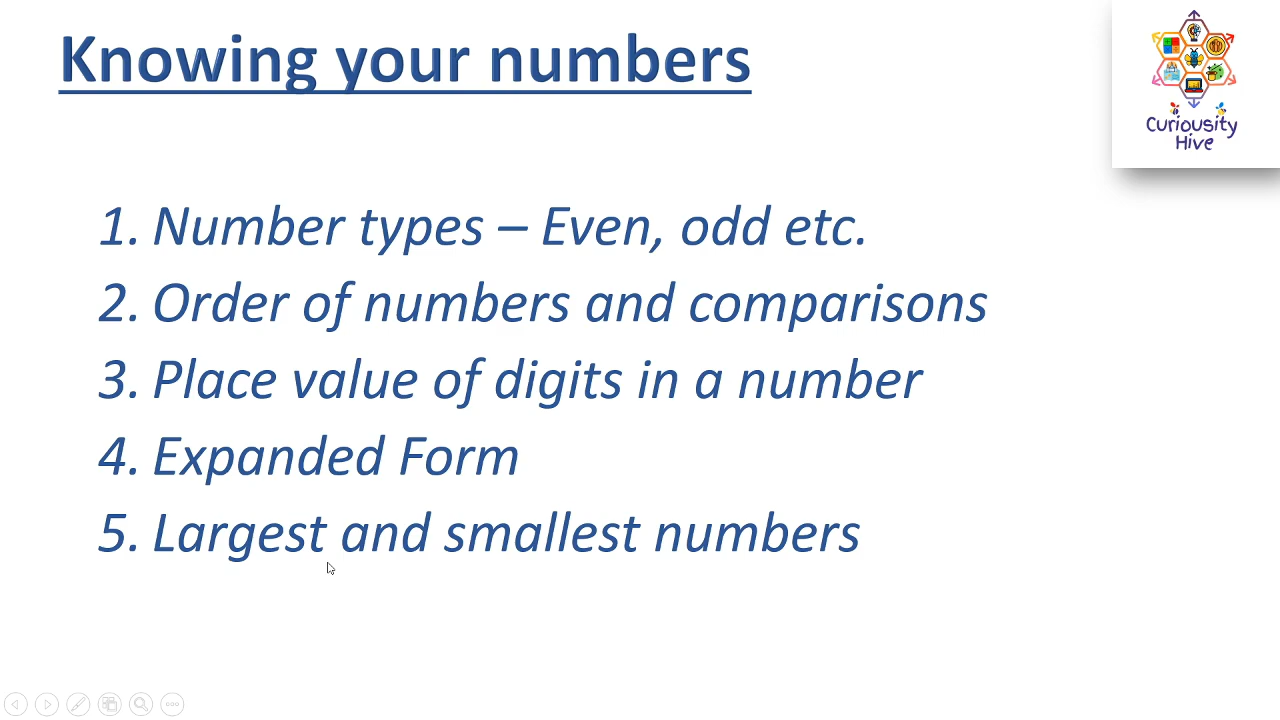 Knowing your numbers
Curiousity
Hive
1. Number types – Even, odd etc.
2. Order of numbers and comparisons
3. Place value of digits in a number
4. Expanded Form
5. Largest and smallest numbers